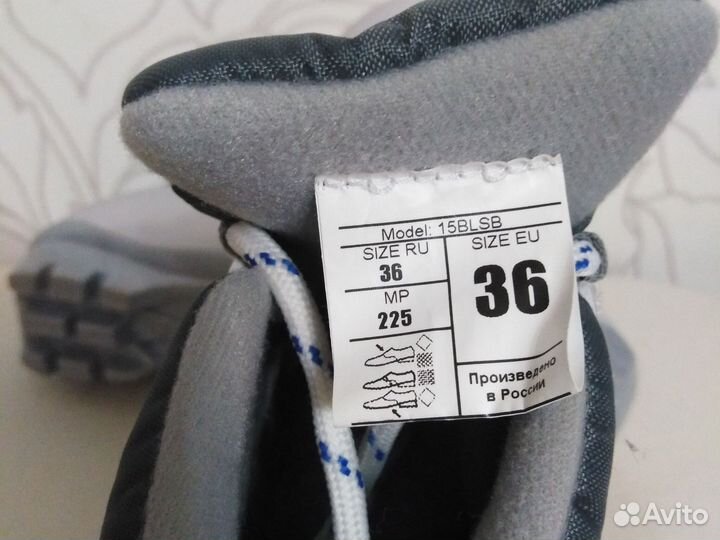 Model: 15BLSB
SIZE RU
36
MP
225
SIZE EU
36
Произведено
в России
Avito